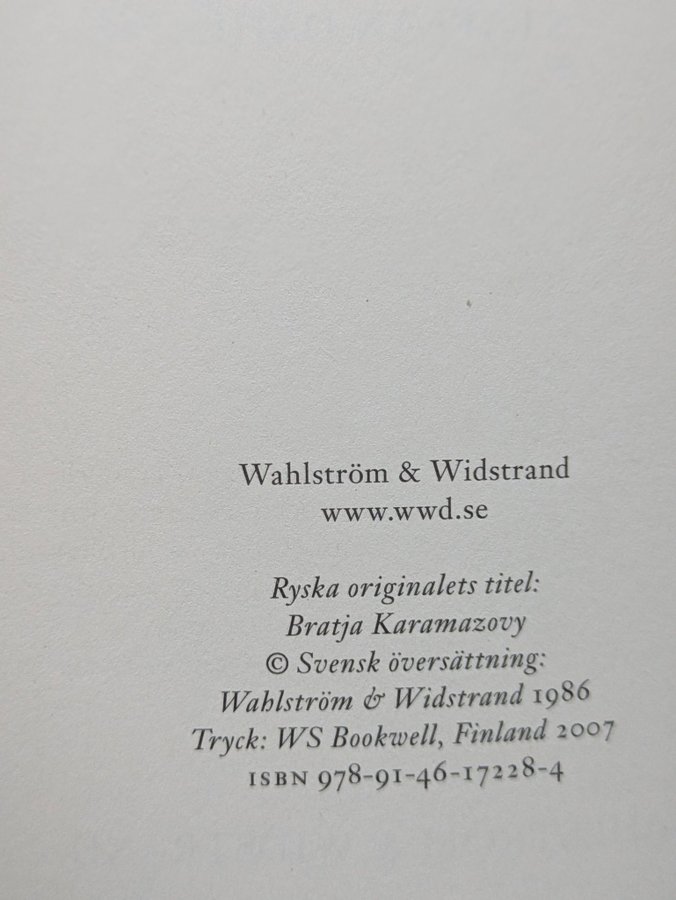 Wahlström & Widstrand
www.wwd.se
Ryska originalets titel:
Bratja Karamazovy
© Svensk översättning:
Wahlström & Widstrand 1986
Tryck: WS Bookwell, Finland 2007
ISBN 978-91-46-17228-4